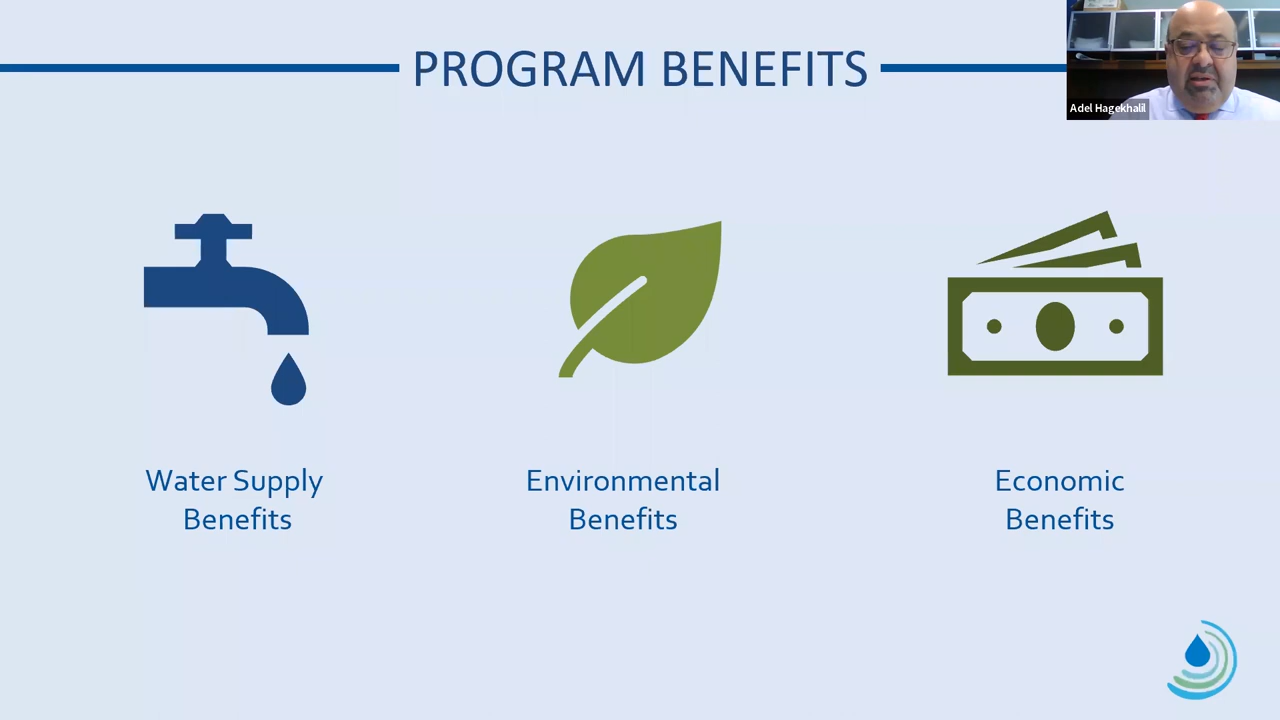 PROGRAM BENEFITS
Adel Hagekhalil
Water Supply
Benefits
Environmental
Benefits
Economic
Benefits